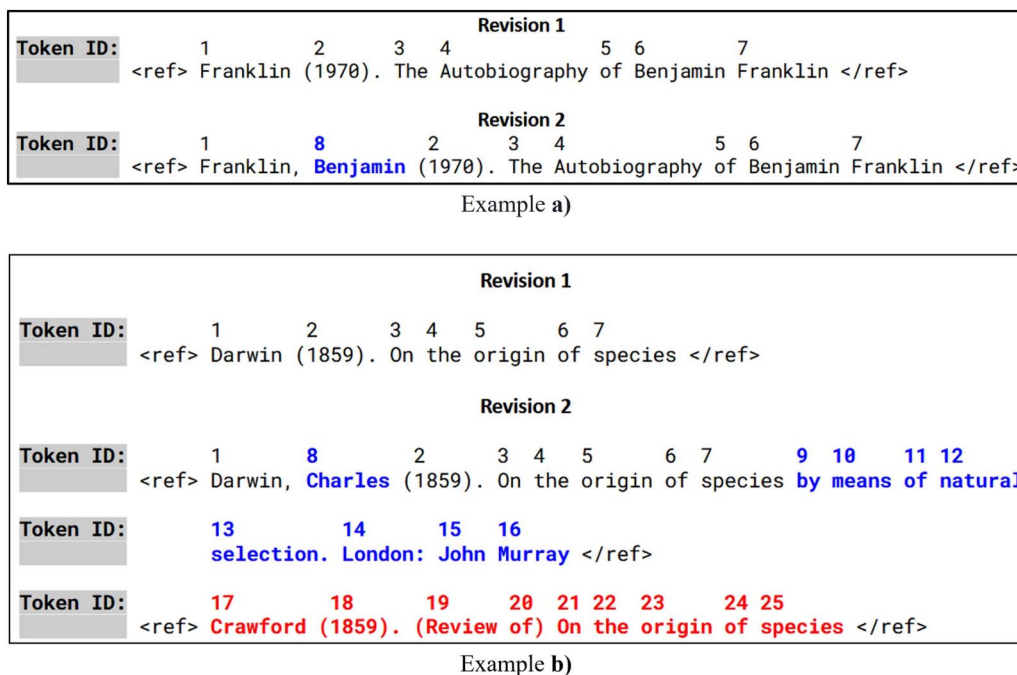 Revision 1
Token ID: 1 2 3 4 5 6 7
<ref> Franklin (1970). The Autobiography of Benjamin Franklin </ref>
Revision 2
Token ID: 1 8 2 3 4 5 6 7
<ref> Franklin, Benjamin (1970). The Autobiography of Benjamin Franklin </ref>
Example a)
Revision 1
Token ID: 1 2 3 4 5 6 7
<ref> Darwin (1859). On the origin of species </ref>
Revision 2
Token ID: 1 8 2 3 4 5 6 7 9 10 11 12
<ref> Darwin, Charles (1859). On the origin of species by means of natural
Token ID: 13 14 15 16
selection. London: John Murray </ref>
Token ID: 17 18 19 20 21 22 23 24 25
<ref> Crawford (1859). (Review of) On the origin of species </ref>
Example b)